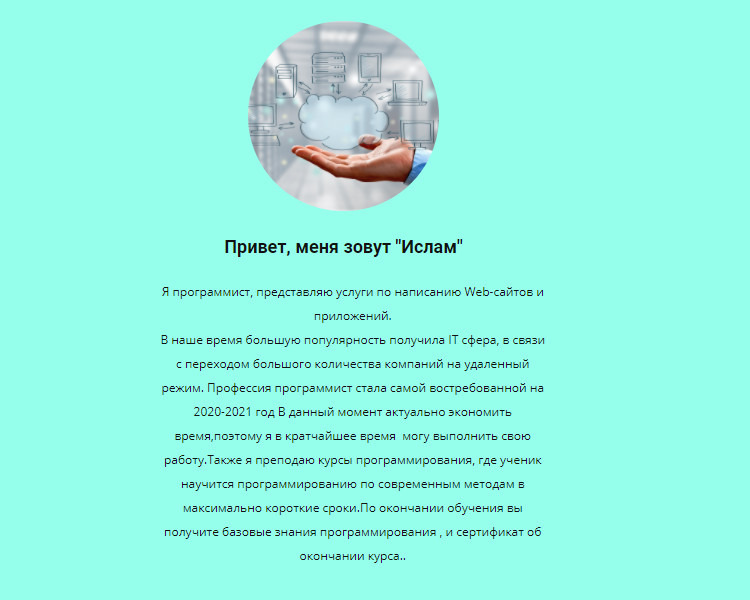 Привет, меня зовут "Ислам"
Я программист, представляю услуги по написанию Web-сайтов и
приложений.
В наше время большую популярность получила IT сфера, в связи
с переходом большого количества компаний на удаленный
режим. Профессия программист стала самой востребованной на
2020-2021 год В данный момент актуально экономить
время,поэтому я в кратчайшее время  могу выполнить свою
работу.Также я преподаю курсы программирования, где ученик
научится программированию по современным методам в
максимально короткие сроки.По окончании обучения вы
получите базовые знания программирования , и сертификат об
окончании курса..